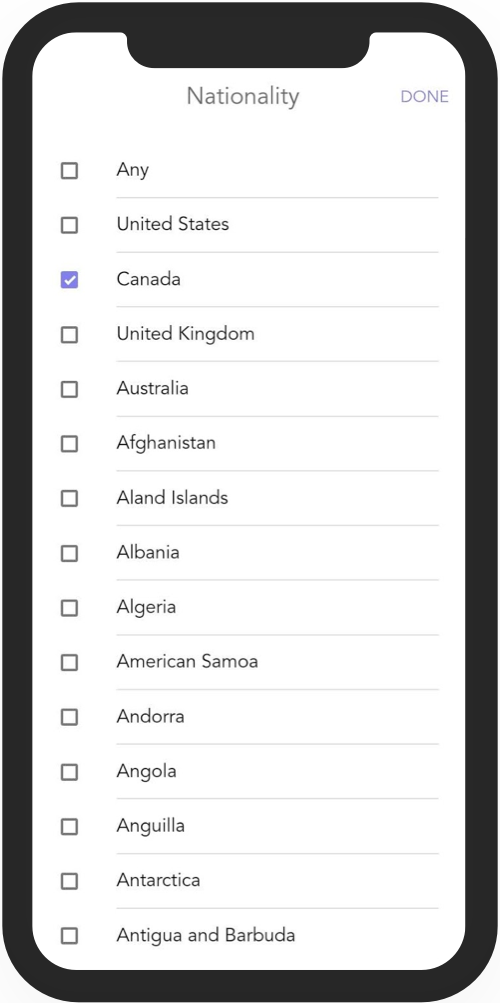 Nationality
DONE
Any
United States
Canada
United Kingdom
Australia
Afghanistan
Aland Islands
Albania
Algeria
American Samoa
Andorra
Angola
Anguilla
Antarctica
Antigua and Barbuda